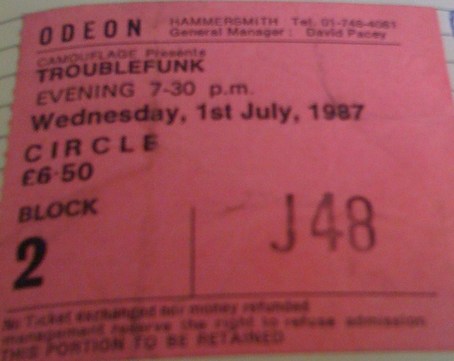 ODEON
HAMMERSMITH Tel. 01-748-4081
General Manager: David Pacey
CAMOUFLAGE Presents
TROUBLEFUNK
EVENING 7-30 p.m.
Wednesday, 1st July, 1987
CIRCLE
£6·50
BLOCK
2
J48
No Ticket exchanged nor money refunded
management reserve the right to refuse admission
THIS PORTION TO BE RETAINED